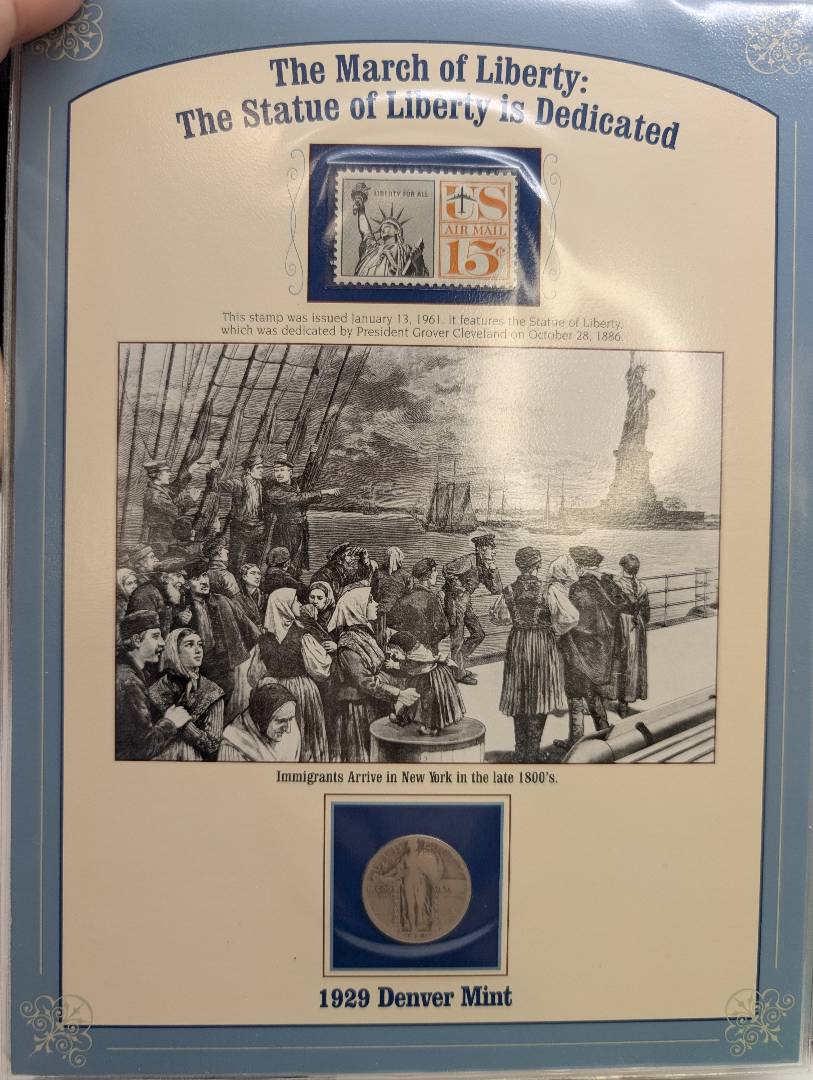 The March of Liberty:
The Statue of Liberty is Dedicated
LIBERTY FOR ALL
US
AIR MAIL
15¢
This stamp was issued January 13, 1961. It features the Statue of Liberty,
which was dedicated by President Grover Cleveland on October 28, 1886.
Immigrants Arrive in New York in the late 1800's.
1929 Denver Mint